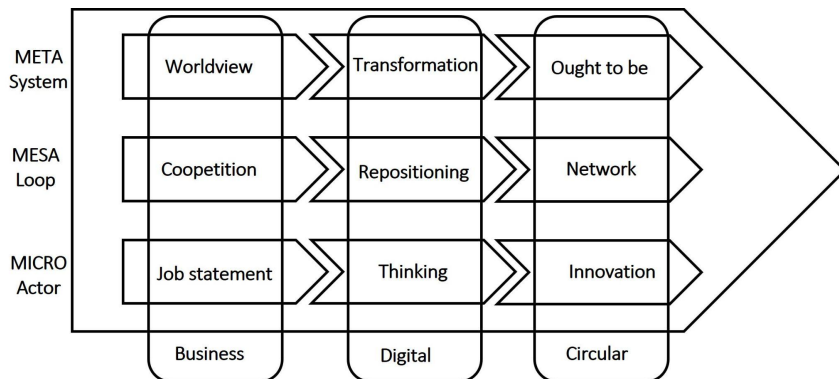 META
System
Worldview
Transformation
Ought to be
MESA
Loop
Coopetition
Repositioning
Network
MICRO
Actor
Job statement
Thinking
Innovation
Business
Digital
Circular